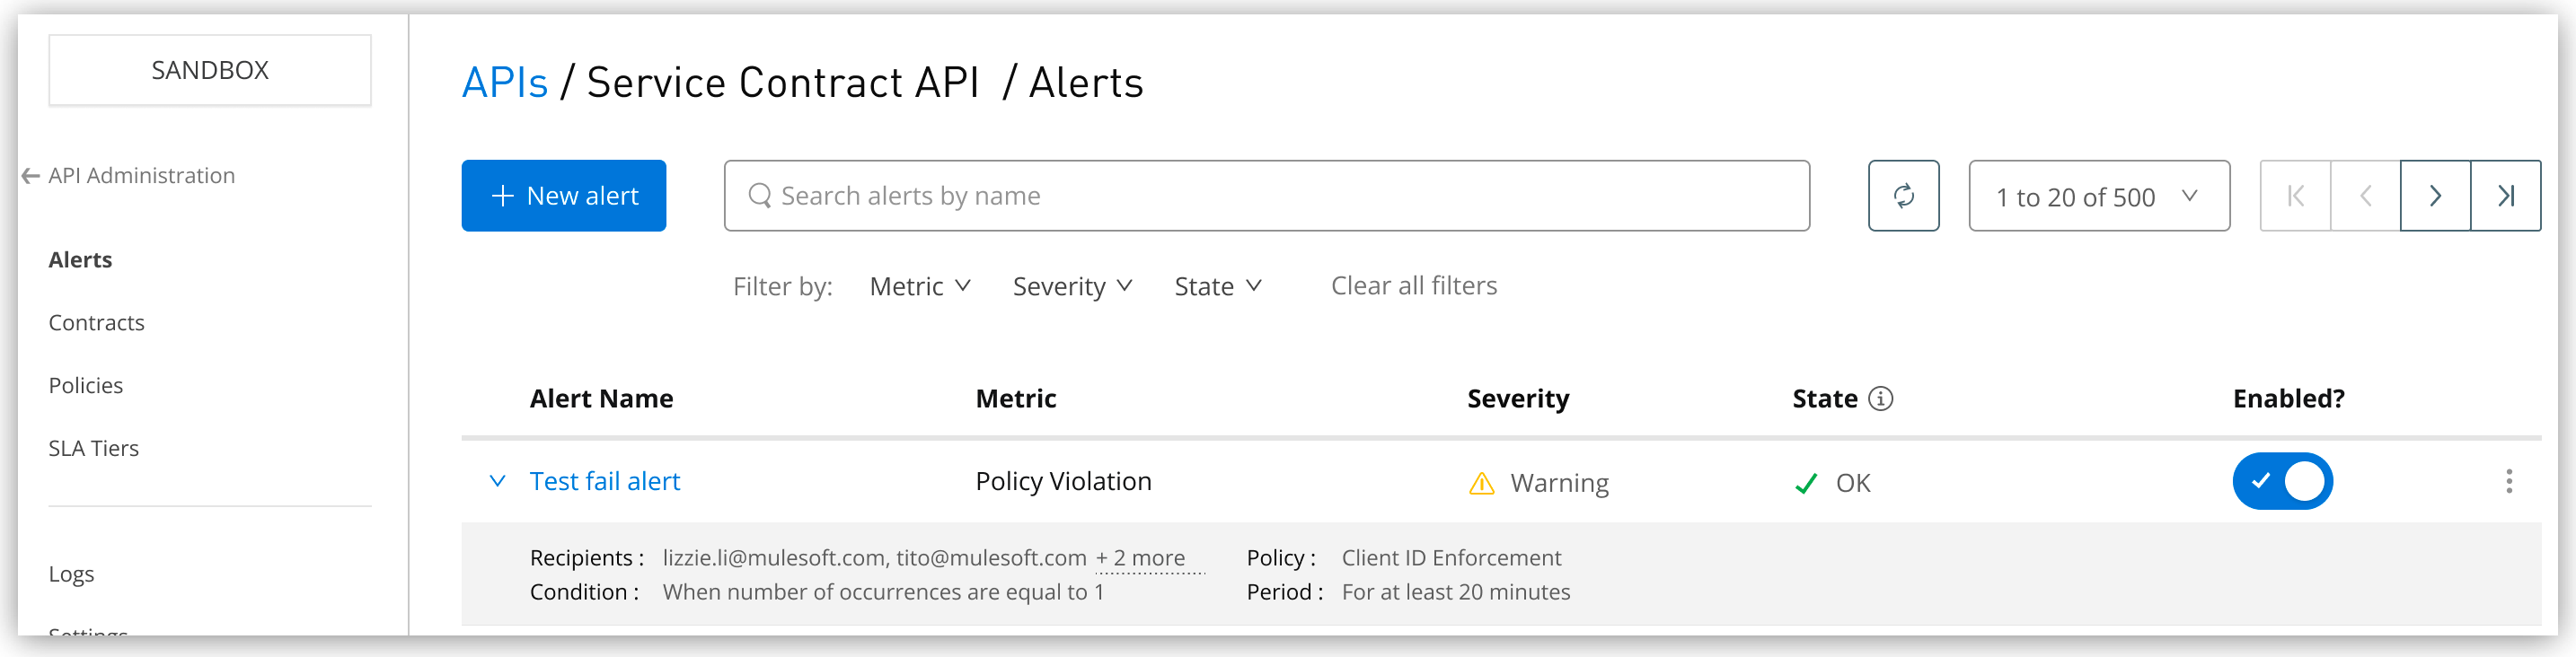 SANDBOX
API Administration
Alerts
Contracts
Policies
SLA Tiers
Logs
Settings
APIs / Service Contract API / Alerts
New alert
Search alerts by name
1 to 20 of 500
Filter by: Metric Severity State Clear all filters
Alert Name Metric Severity State Enabled?
Test fail alert Policy Violation Warning OK
Recipients : lizzie.li@mulesoft.com, tito@mulesoft.com + 2 more Policy : Client ID Enforcement
Condition : When number of occurrences are equal to 1 Period : For at least 20 minutes